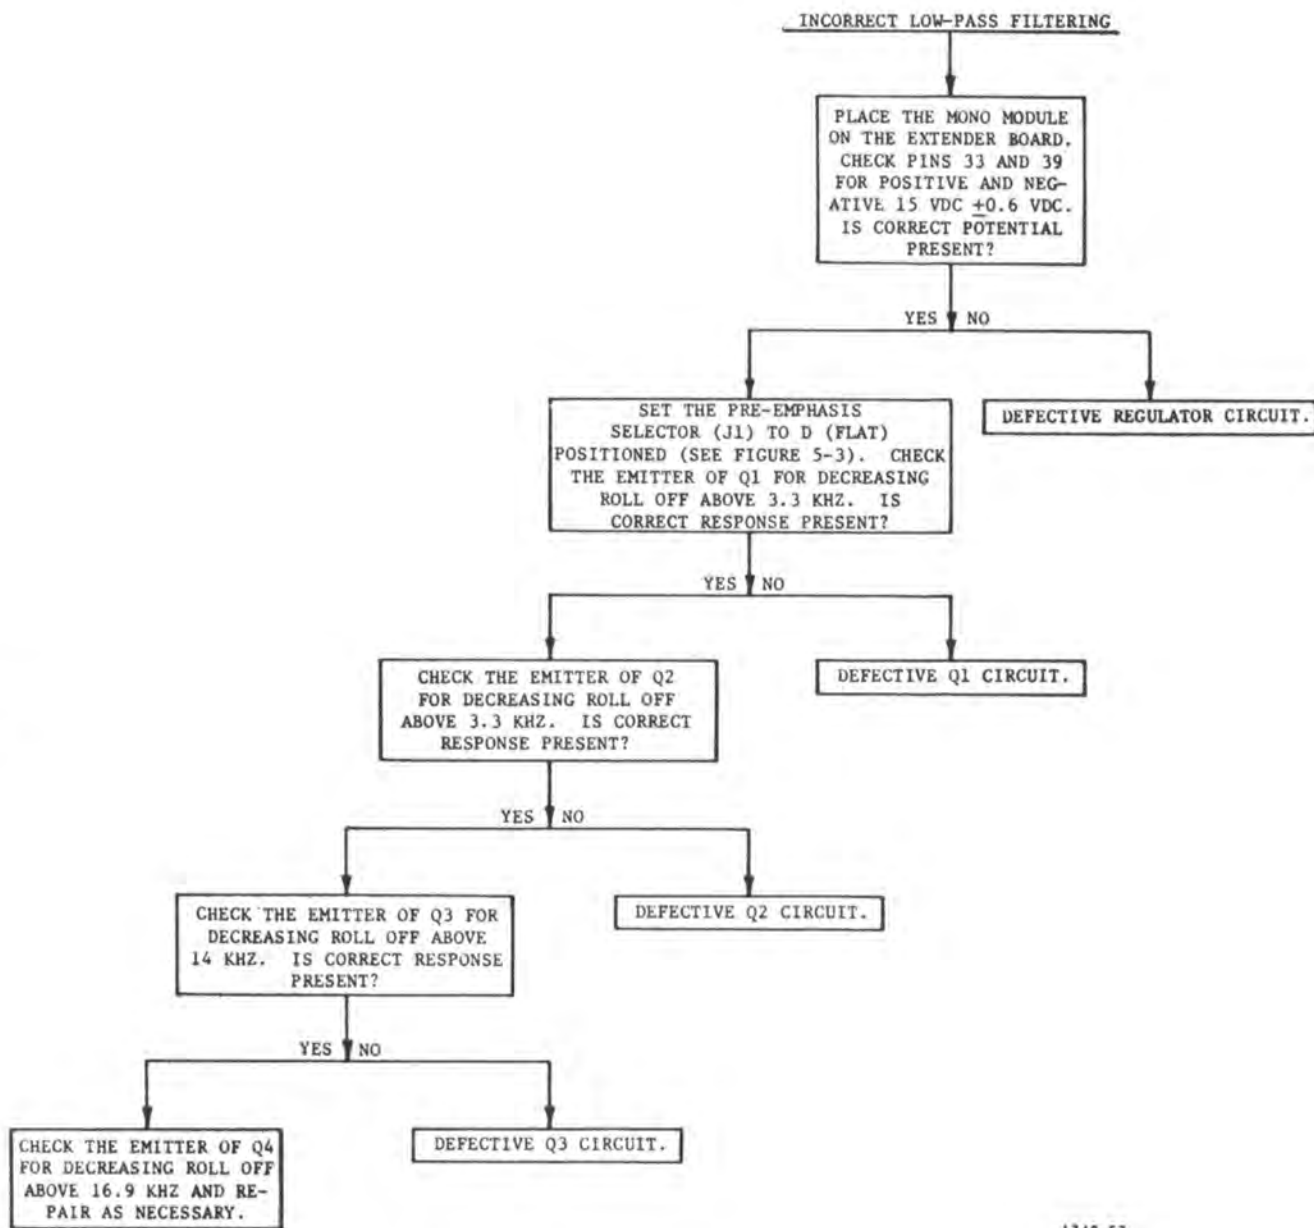 INCORRECT LOW-PASS FILTERING
PLACE THE MONO MODULE
ON THE EXTENDER BOARD.
CHECK PINS 33 AND 39
FOR POSITIVE AND NEG-
ATIVE 15 VDC ±0.6 VDC.
IS CORRECT POTENTIAL
PRESENT?
YES NO
SET THE PRE-EMPHASIS
SELECTOR (J1) TO D (FLAT)
POSITIONED (SEE FIGURE 5-3). CHECK
THE EMITTER OF Q1 FOR DECREASING
ROLL OFF ABOVE 3.3 KHZ. IS
CORRECT RESPONSE PRESENT?
DEFECTIVE REGULATOR CIRCUIT.
YES NO
CHECK THE EMITTER OF Q2
FOR DECREASING ROLL OFF
ABOVE 3.3 KHZ. IS CORRECT
RESPONSE PRESENT?
DEFECTIVE Q1 CIRCUIT.
YES NO
CHECK THE EMITTER OF Q3 FOR
DECREASING ROLL OFF ABOVE
14 KHZ. IS CORRECT RESPONSE
PRESENT?
DEFECTIVE Q2 CIRCUIT.
YES NO
CHECK THE EMITTER OF Q4
FOR DECREASING ROLL OFF
ABOVE 16.9 KHZ AND RE-
PAIR AS NECESSARY.
DEFECTIVE Q3 CIRCUIT.